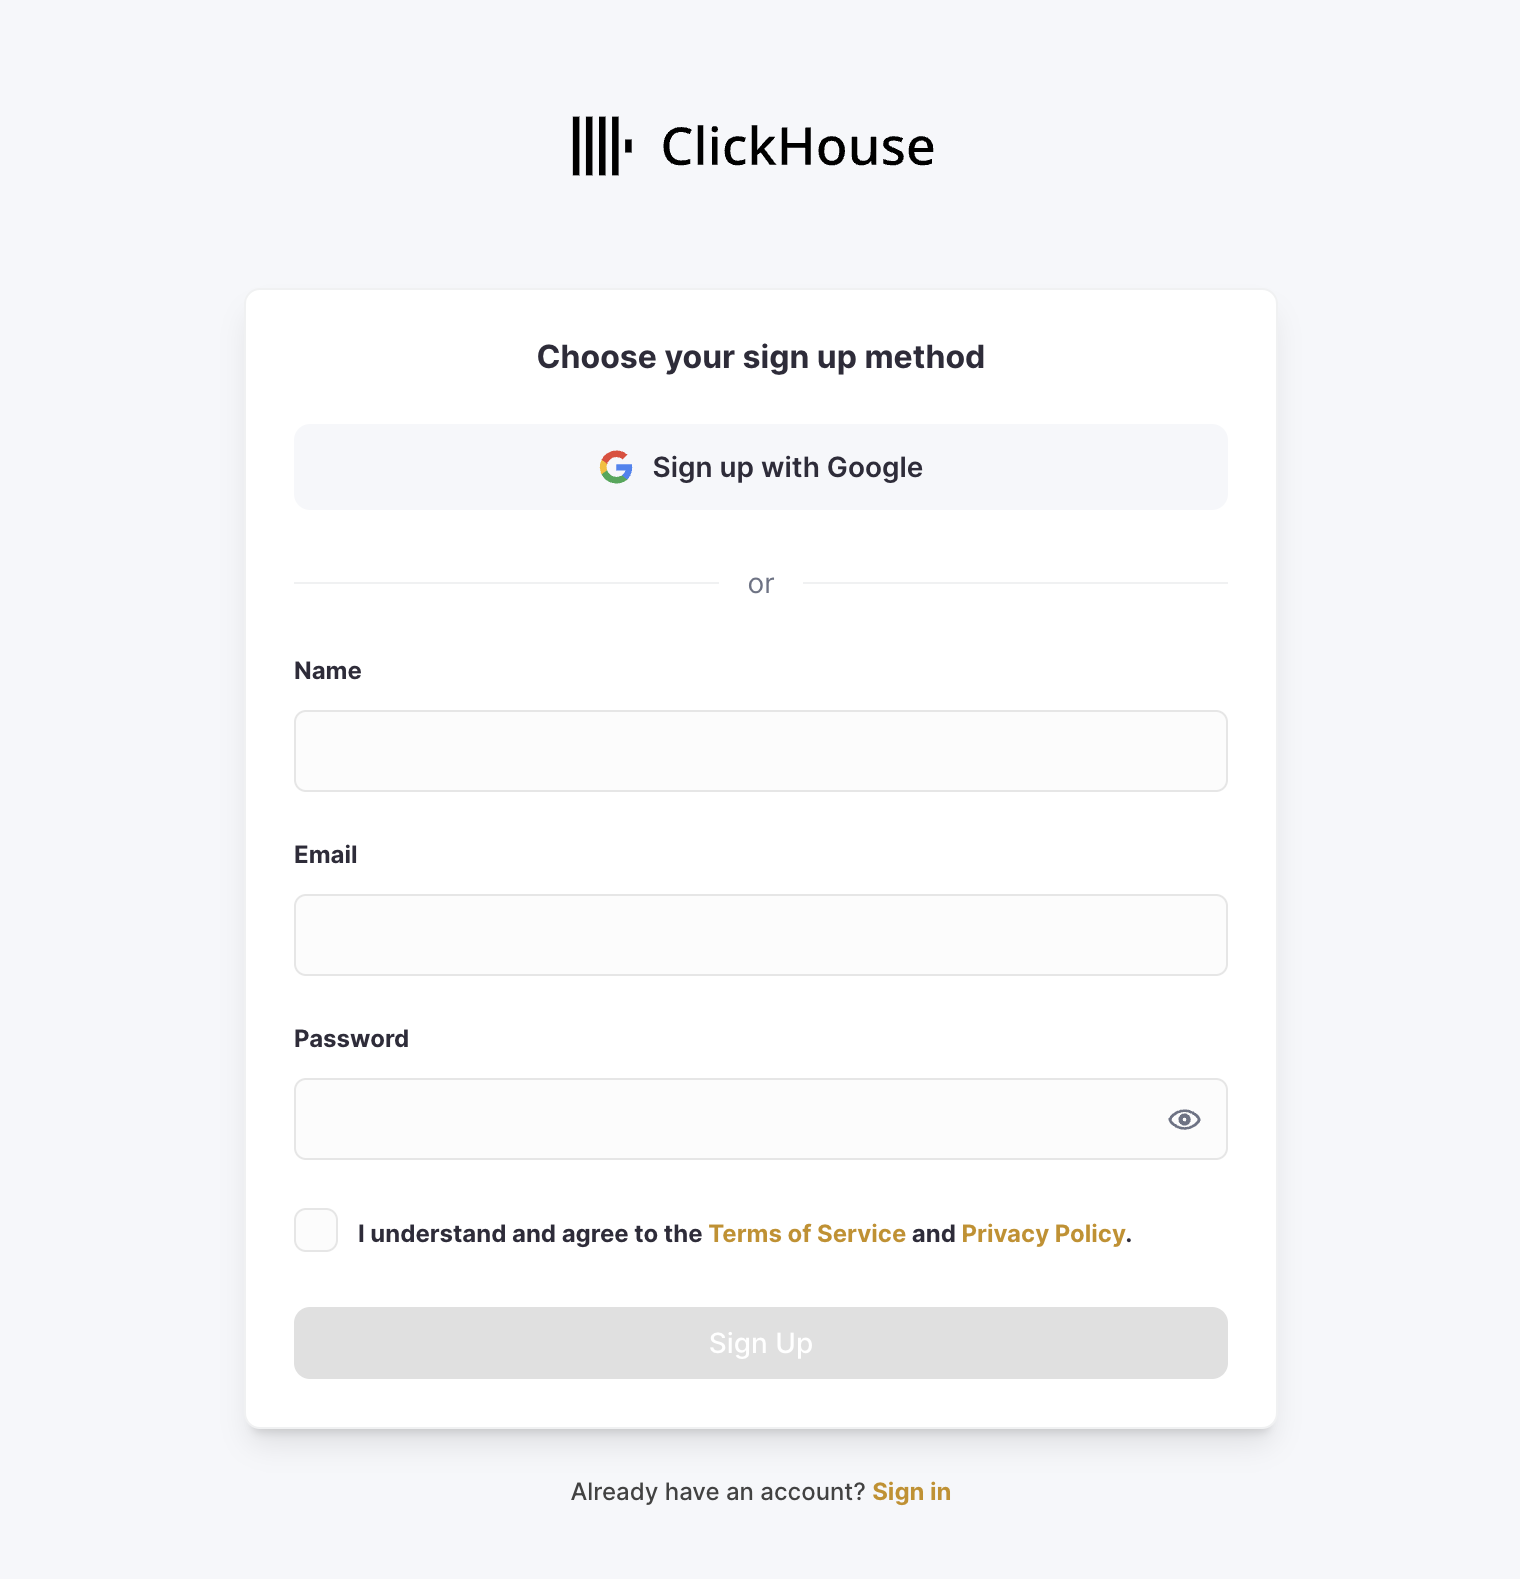 ClickHouse
Choose your sign up method
Sign up with Google
or
Name
Email
Password
I understand and agree to the Terms of Service and Privacy Policy.
Sign Up
Already have an account? Sign in